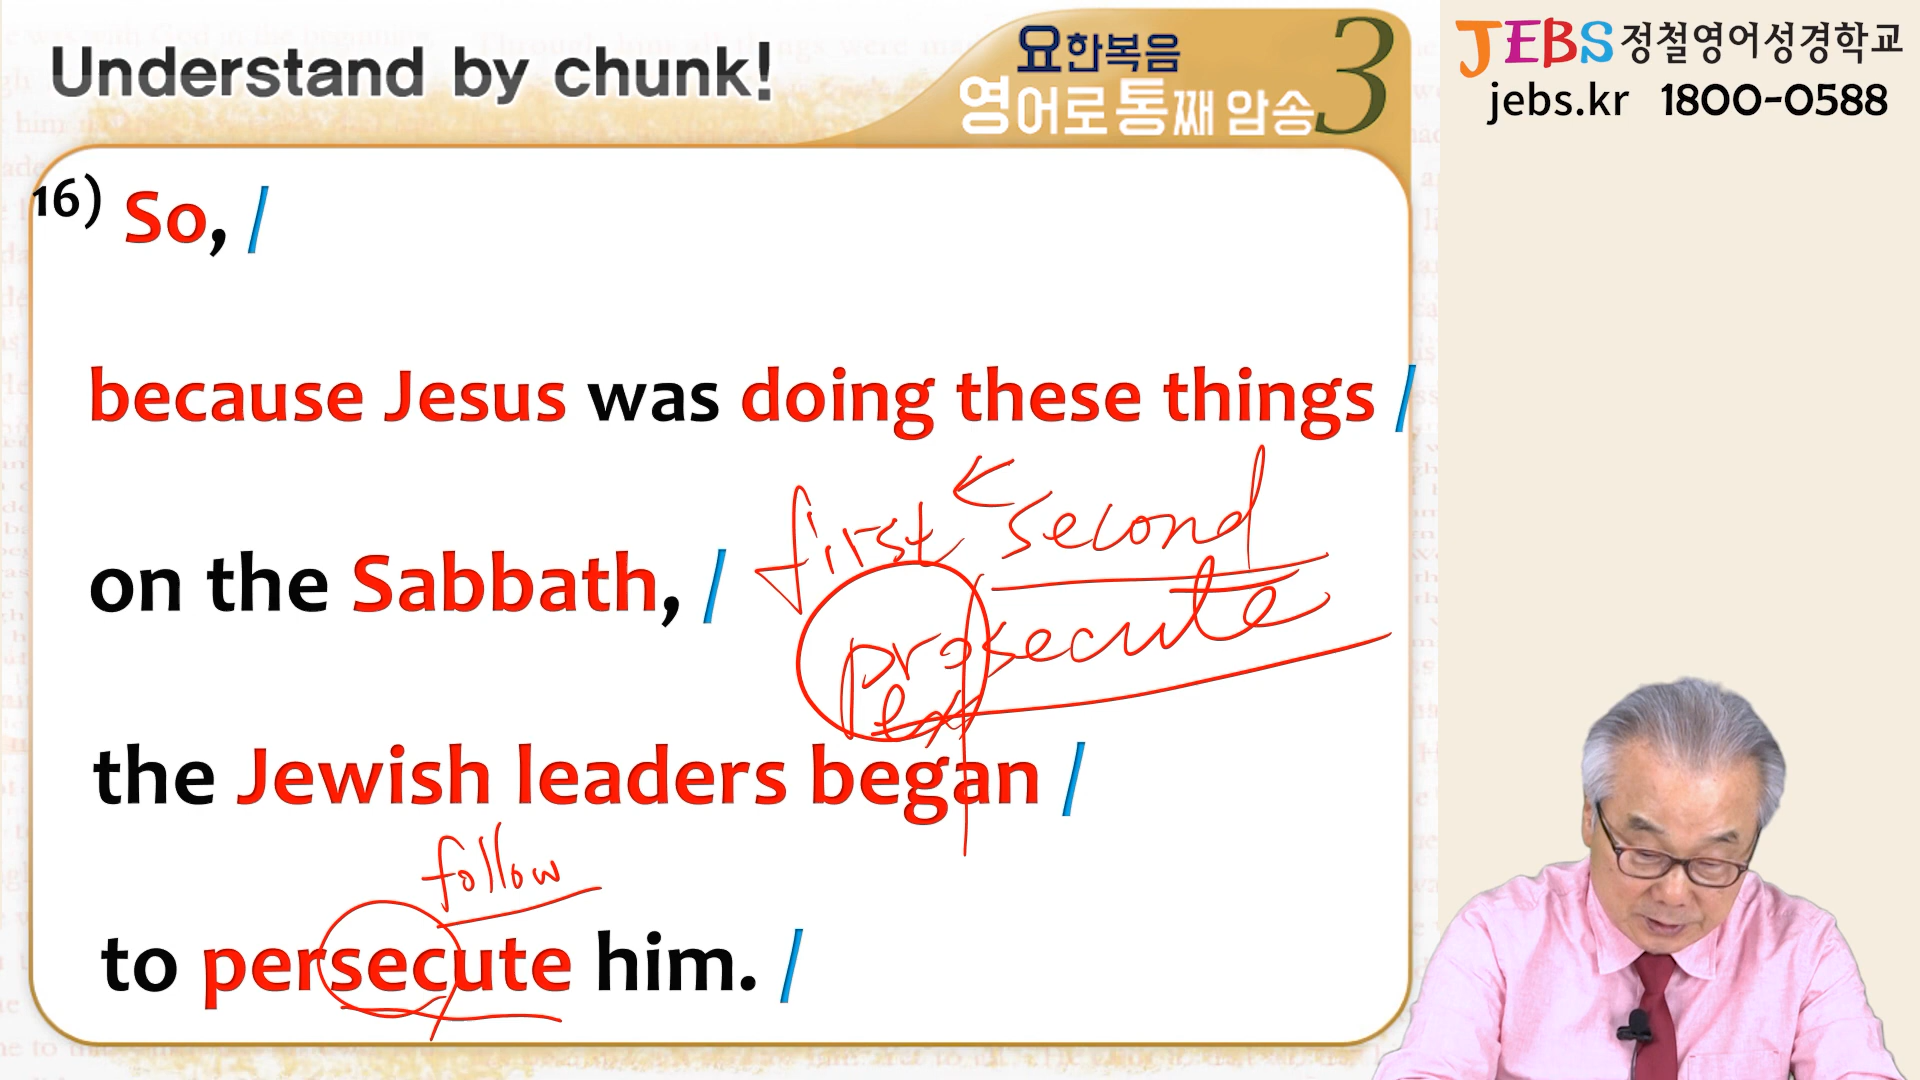 Understand by chunk!
요한복음
영어로 통째 암송 3
JEBS 정철영어성경학교
jebs.kr 1800-0588
16) So, /
because Jesus was doing these things /
first < second
on the Sabbath, /
prosecute
the Jewish leaders began /
follow
to persecute him. /